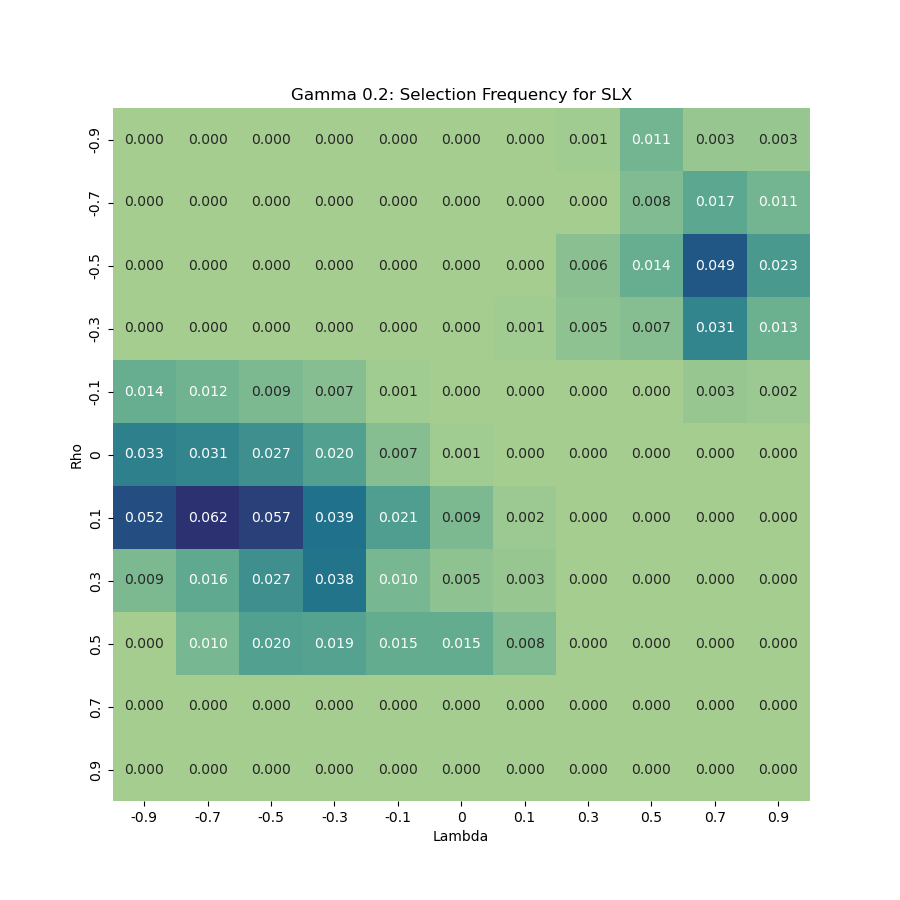 Gamma 0.2: Selection Frequency for SLX
-0.9 0.000 0.000 0.000 0.000 0.000 0.000 0.000 0.001 0.011 0.003 0.003
-0.7 0.000 0.000 0.000 0.000 0.000 0.000 0.000 0.000 0.008 0.017 0.011
-0.5 0.000 0.000 0.000 0.000 0.000 0.000 0.000 0.006 0.014 0.049 0.023
-0.3 0.000 0.000 0.000 0.000 0.000 0.000 0.001 0.005 0.007 0.031 0.013
-0.1 0.014 0.012 0.009 0.007 0.001 0.000 0.000 0.000 0.000 0.003 0.002
Rho
0 0.033 0.031 0.027 0.020 0.007 0.001 0.000 0.000 0.000 0.000 0.000
0.1 0.052 0.062 0.057 0.039 0.021 0.009 0.002 0.000 0.000 0.000 0.000
0.3 0.009 0.016 0.027 0.038 0.010 0.005 0.003 0.000 0.000 0.000 0.000
0.5 0.000 0.010 0.020 0.019 0.015 0.015 0.008 0.000 0.000 0.000 0.000
0.7 0.000 0.000 0.000 0.000 0.000 0.000 0.000 0.000 0.000 0.000 0.000
0.9 0.000 0.000 0.000 0.000 0.000 0.000 0.000 0.000 0.000 0.000 0.000
-0.9 -0.7 -0.5 -0.3 -0.1 0 0.1 0.3 0.5 0.7 0.9
Lambda